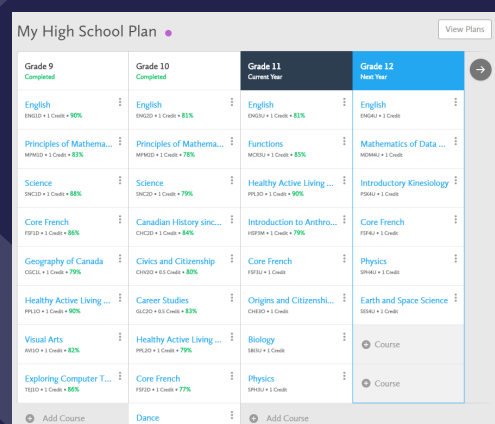 My High School Plan
View Plans
Grade 9
Completed
Grade 10
Completed
Grade 11
Current Year
Grade 12
Next Year
English
ENG1D • 1 Credit • 90%
English
ENG2D • 1 Credit • 81%
English
ENG3U • 1 Credit • 81%
English
ENG4U • 1 Credit
Principles of Mathema...
MPM1D • 1 Credit • 83%
Principles of Mathema...
MPM2D • 1 Credit • 78%
Functions
MCR3U • 1 Credit • 85%
Mathematics of Data ...
MDM4U • 1 Credit
Science
SNC1D • 1 Credit • 88%
Science
SNC2D • 1 Credit • 79%
Healthy Active Living ...
PPL3O • 1 Credit • 90%
Introductory Kinesiology
PSK4U • 1 Credit
Core French
FSF1D • 1 Credit • 86%
Canadian History sinc...
CHC2D • 1 Credit • 84%
Introduction to Anthro...
HSP3M • 1 Credit • 79%
Core French
FSF4U • 1 Credit
Geography of Canada
CGC1L • 1 Credit • 79%
Civics and Citizenship
CHV2O • 0.5 Credit • 80%
Core French
FSF3U • 1 Credit
Physics
SPH4U • 1 Credit
Healthy Active Living ...
PPL1O • 1 Credit • 90%
Career Studies
GLC2O • 0.5 Credit • 83%
Origins and Citizenshi...
CHE3O • 1 Credit
Earth and Space Science
SES4U • 1 Credit
Visual Arts
AVI1O • 1 Credit • 82%
Healthy Active Living ...
PPL2O • 1 Credit • 79%
Biology
SBI3U • 1 Credit
Course
Exploring Computer T...
TEJ1O • 1 Credit • 86%
Core French
FSF2D • 1 Credit • 77%
Physics
SPH3U • 1 Credit
Course
Add Course
Dance
Add Course